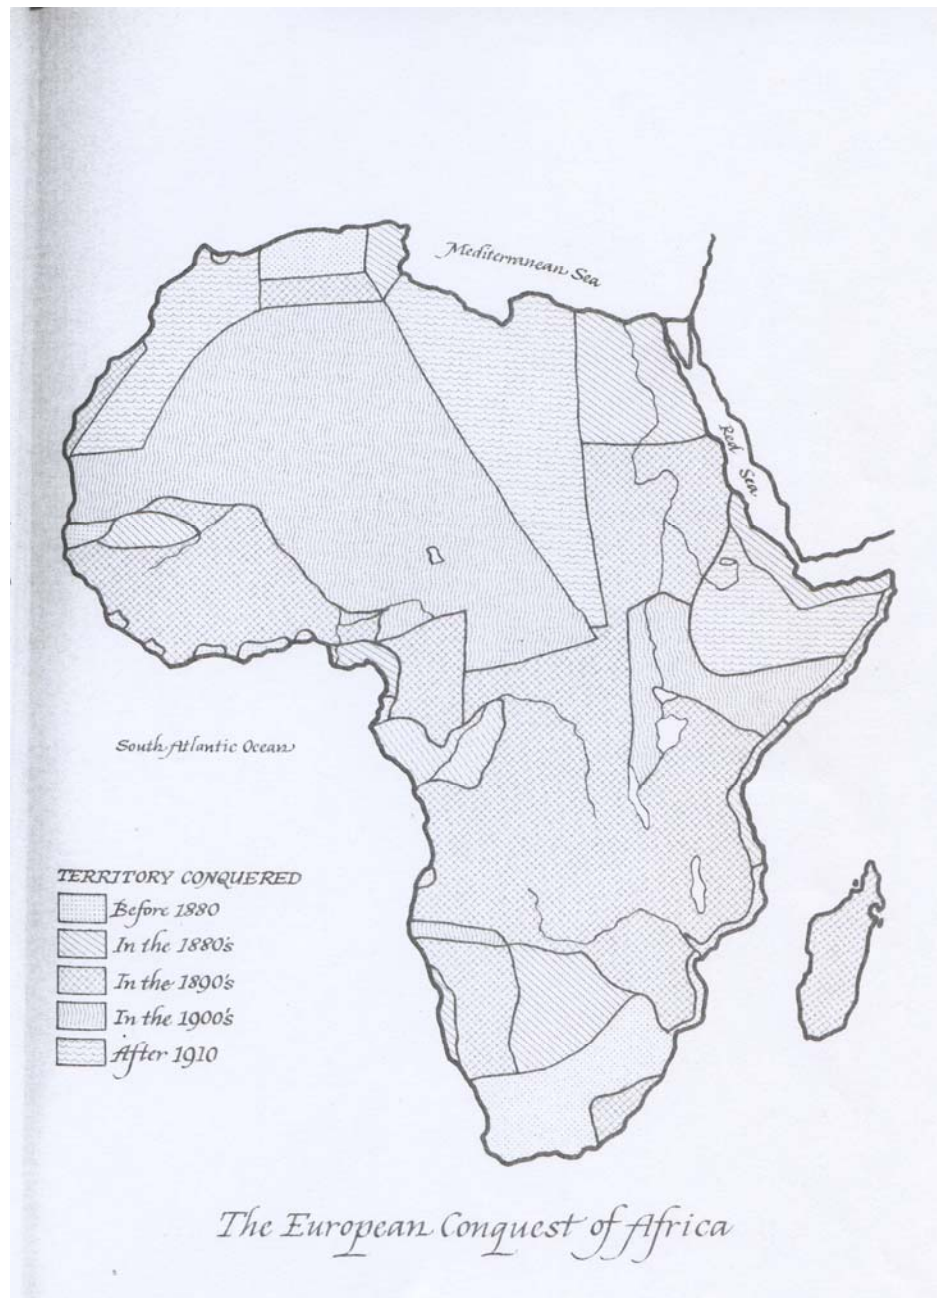 Mediterranean Sea
Red Sea
South Atlantic Ocean
TERRITORY CONQUERED
Before 1880
In the 1880's
In the 1890's
In the 1900's
After 1910
The European Conquest of Africa